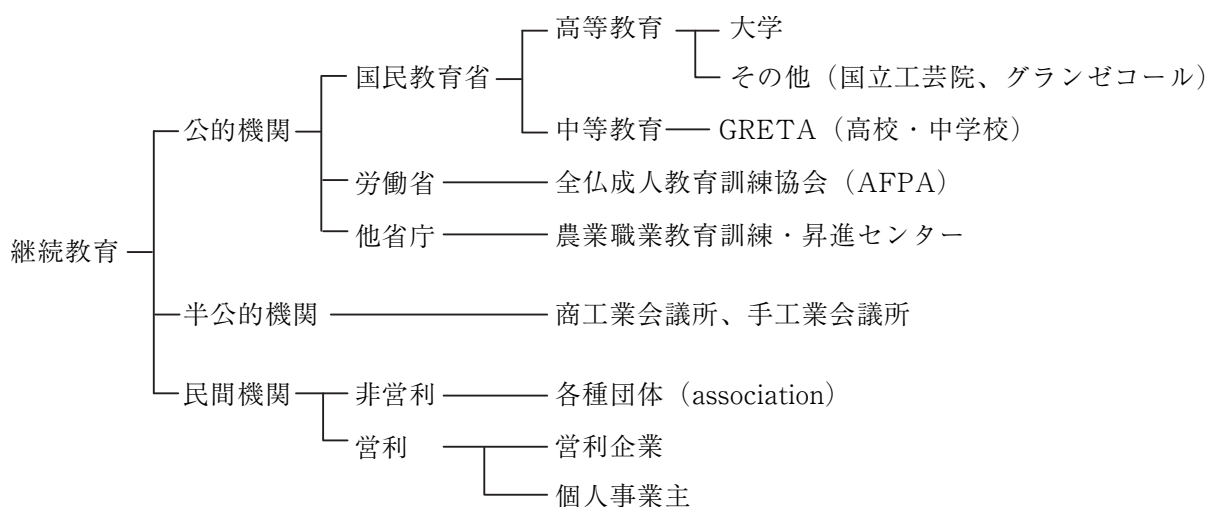 高等教育 大学
国民教育省 その他（国立工芸院、グランゼコール）
公的機関 中等教育 GRETA（高校・中学校）
労働省 全仏成人教育訓練協会（AFPA）
他省庁 農業職業教育訓練・昇進センター
継続教育
半公的機関 商工業会議所、手工業会議所
民間機関 非営利 各種団体（association）
営利 営利企業
個人事業主